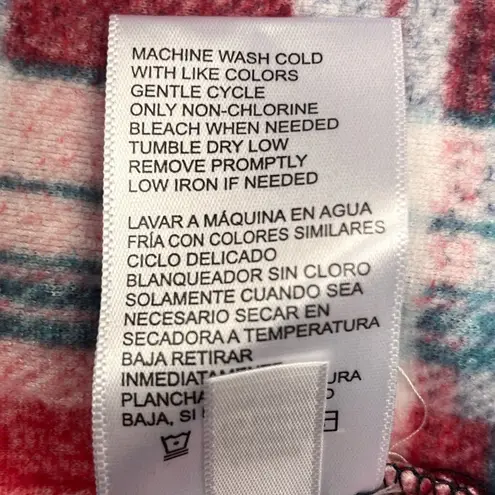 MACHINE WASH COLD
WITH LIKE COLORS
GENTLE CYCLE
ONLY NON-CHLORINE
BLEACH WHEN NEEDED
TUMBLE DRY LOW
REMOVE PROMPTLY
LOW IRON IF NEEDED
LAVAR A MÁQUINA EN AGUA
FRÍA CON COLORES SIMILARES
CICLO DELICADO
BLANQUEADOR SIN CLORO
SOLAMENTE CUANDO SEA
NECESARIO SECAR EN
SECADORA A TEMPERATURA
BAJA RETIRAR
BAJA, SI